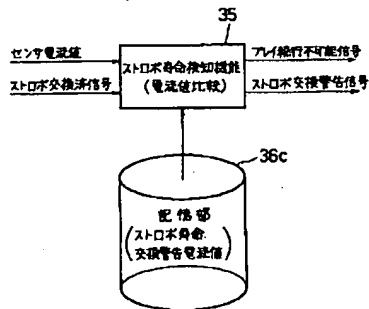 35
センサ電流値
プレイ続行不可能信号
ストロボ交換済信号
ストロボ寿命検知機能
(電流値比較)
ストロボ交換警告信号
36c
記憶部
(ストロボ寿命.
交換警告電流値)